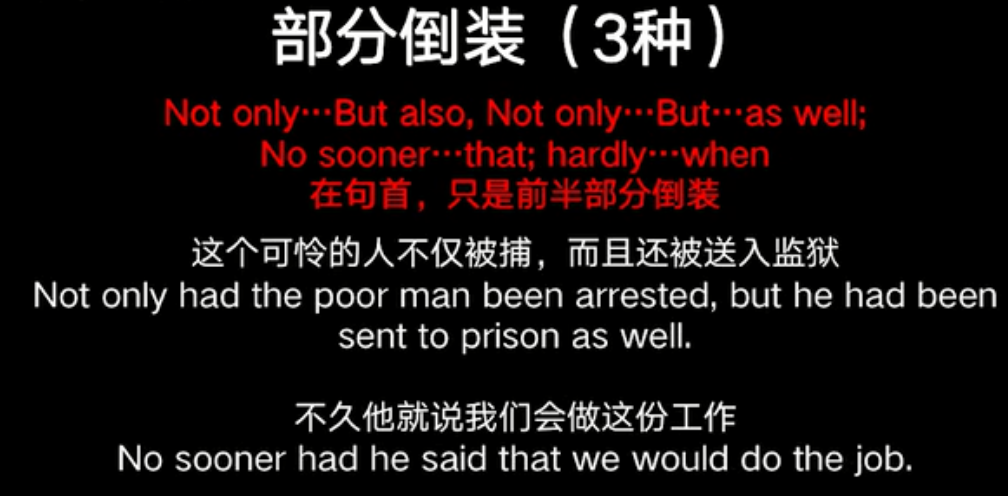 部分倒装（3种）
Not only…But also, Not only…But…as well;
No sooner…that; hardly…when
在句首，只是前半部分倒装
这个可怜的人不仅被捕，而且还被送入监狱
Not only had the poor man been arrested, but he had been
sent to prison as well.
不久他就说我们会做这份工作
No sooner had he said that we would do the job.